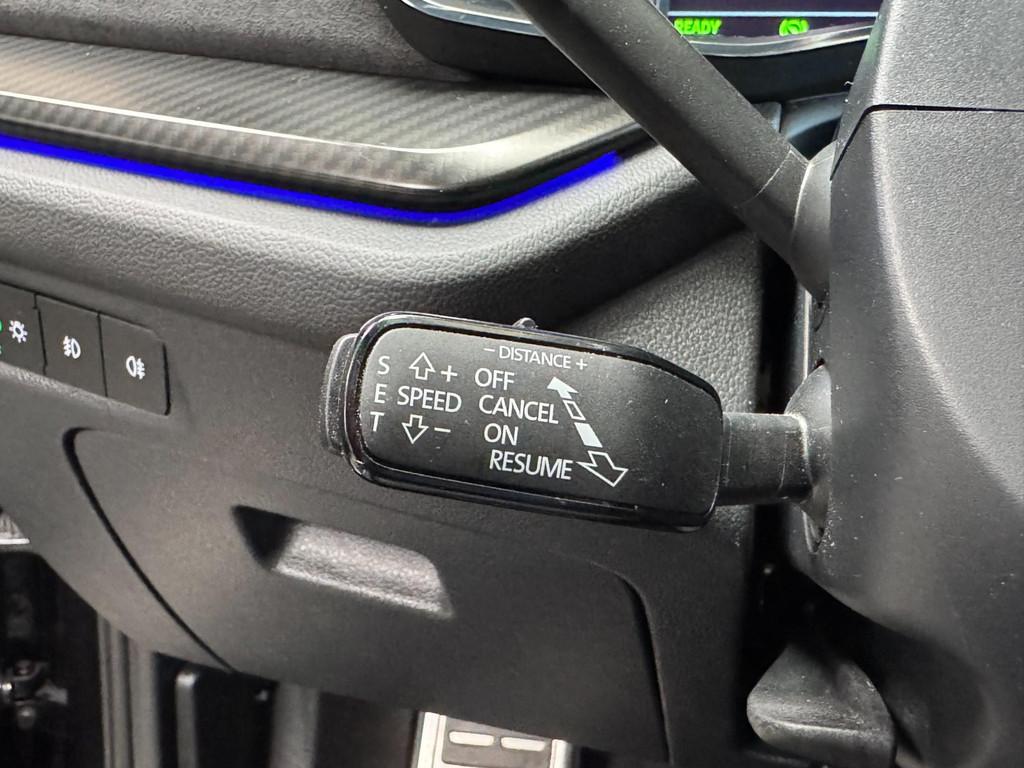 READY
− DISTANCE +
S + OFF
E SPEED CANCEL
T − ON
RESUME